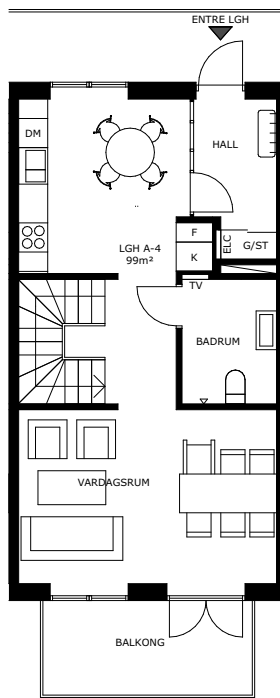 ENTRE LGH
DM
HALL
LGH A-4
99m²
F
K
ELC
G/ST
TV
BADRUM
VARDAGSRUM
BALKONG